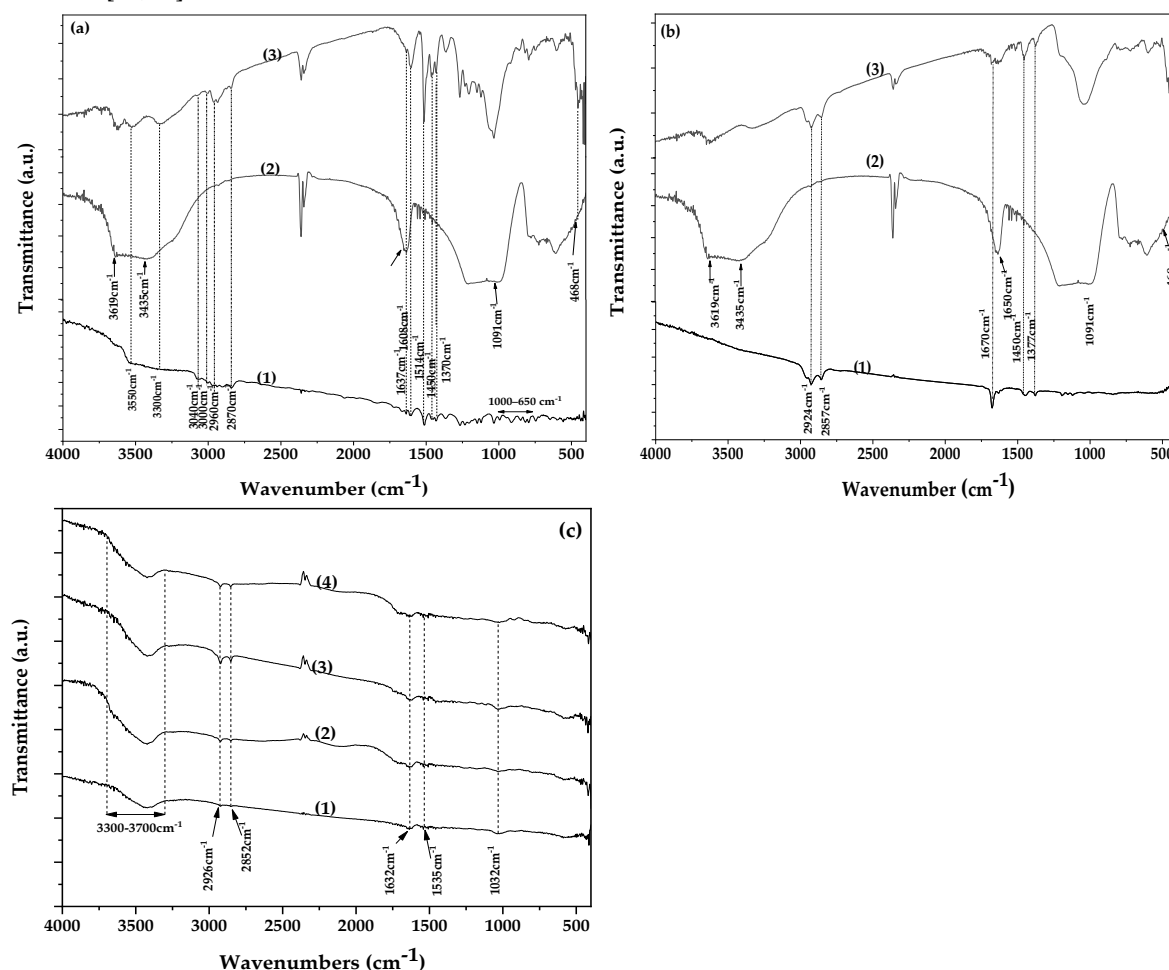 (a)
(3)
(2)
(1)
3619cm-1
3435cm-1
3550cm-1
3300cm-1
3040cm-1
3000cm-1
2960cm-1
2870cm-1
1637cm-1
1608cm-1
1514cm-1
1450cm-1
1370cm-1
1091cm-1
468cm-1
1000–650 cm-1
Transmittance (a.u.)
4000 3500 3000 2500 2000 1500 1000 500
Wavenumber (cm-1)
(b)
(3)
(2)
(1)
3619cm-1
3435cm-1
2924cm-1
2857cm-1
1670cm-1
1650cm-1
1450cm-1
1377cm-1
1091cm-1
Transmittance (a.u.)
4000 3500 3000 2500 2000 1500 1000 500
Wavenumber (cm-1)
(c)
(4)
(3)
(2)
(1)
3300-3700cm-1
2926cm-1
2852cm-1
1632cm-1
1535cm-1
1032cm-1
Transmittance (a.u.)
4000 3500 3000 2500 2000 1500 1000 500
Wavenumbers (cm-1)